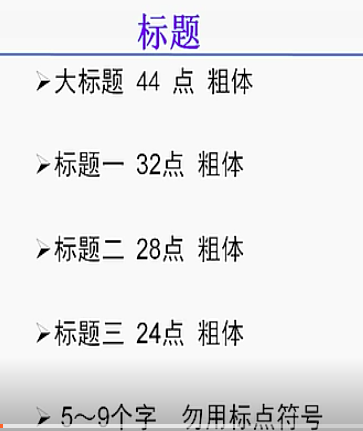 标题
大标题 44 点 粗体
标题一 32点 粗体
标题二 28点 粗体
标题三 24点 粗体
5～9个字 勿用标点符号